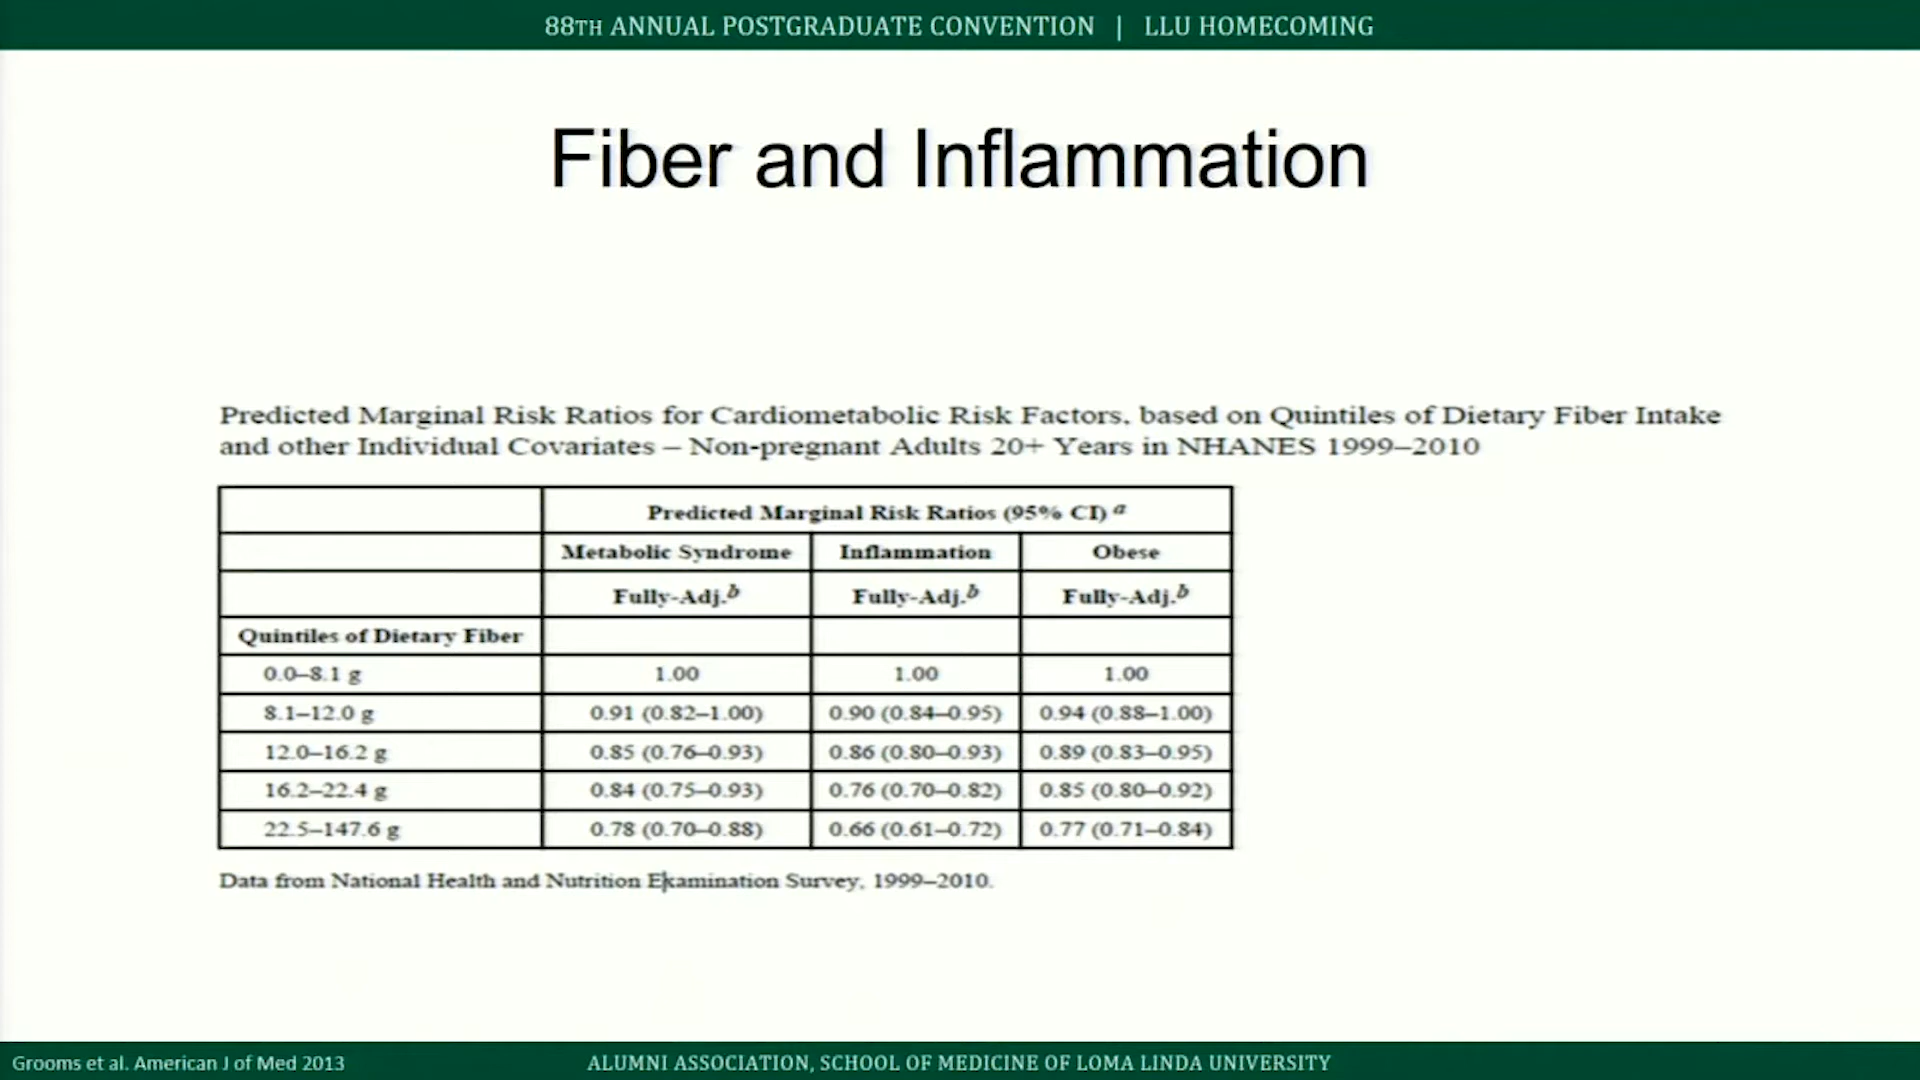 88TH ANNUAL POSTGRADUATE CONVENTION | LLU HOMECOMING
Fiber and Inflammation
Predicted Marginal Risk Ratios for Cardiometabolic Risk Factors, based on Quintiles of Dietary Fiber Intake
and other Individual Covariates – Non-pregnant Adults 20+ Years in NHANES 1999–2010
Predicted Marginal Risk Ratios (95% CI) a
Metabolic Syndrome Inflammation Obese
Fully-Adj.b Fully-Adj.b Fully-Adj.b
Quintiles of Dietary Fiber
0.0–8.1 g 1.00 1.00 1.00
8.1–12.0 g 0.91 (0.82–1.00) 0.90 (0.84–0.95) 0.94 (0.88–1.00)
12.0–16.2 g 0.85 (0.76–0.93) 0.86 (0.80–0.93) 0.89 (0.83–0.95)
16.2–22.4 g 0.84 (0.75–0.93) 0.76 (0.70–0.82) 0.85 (0.80–0.92)
22.5–147.6 g 0.78 (0.70–0.88) 0.66 (0.61–0.72) 0.77 (0.71–0.84)
Data from National Health and Nutrition Examination Survey, 1999–2010.
Grooms et al. American J of Med 2013
ALUMNI ASSOCIATION, SCHOOL OF MEDICINE OF LOMA LINDA UNIVERSITY